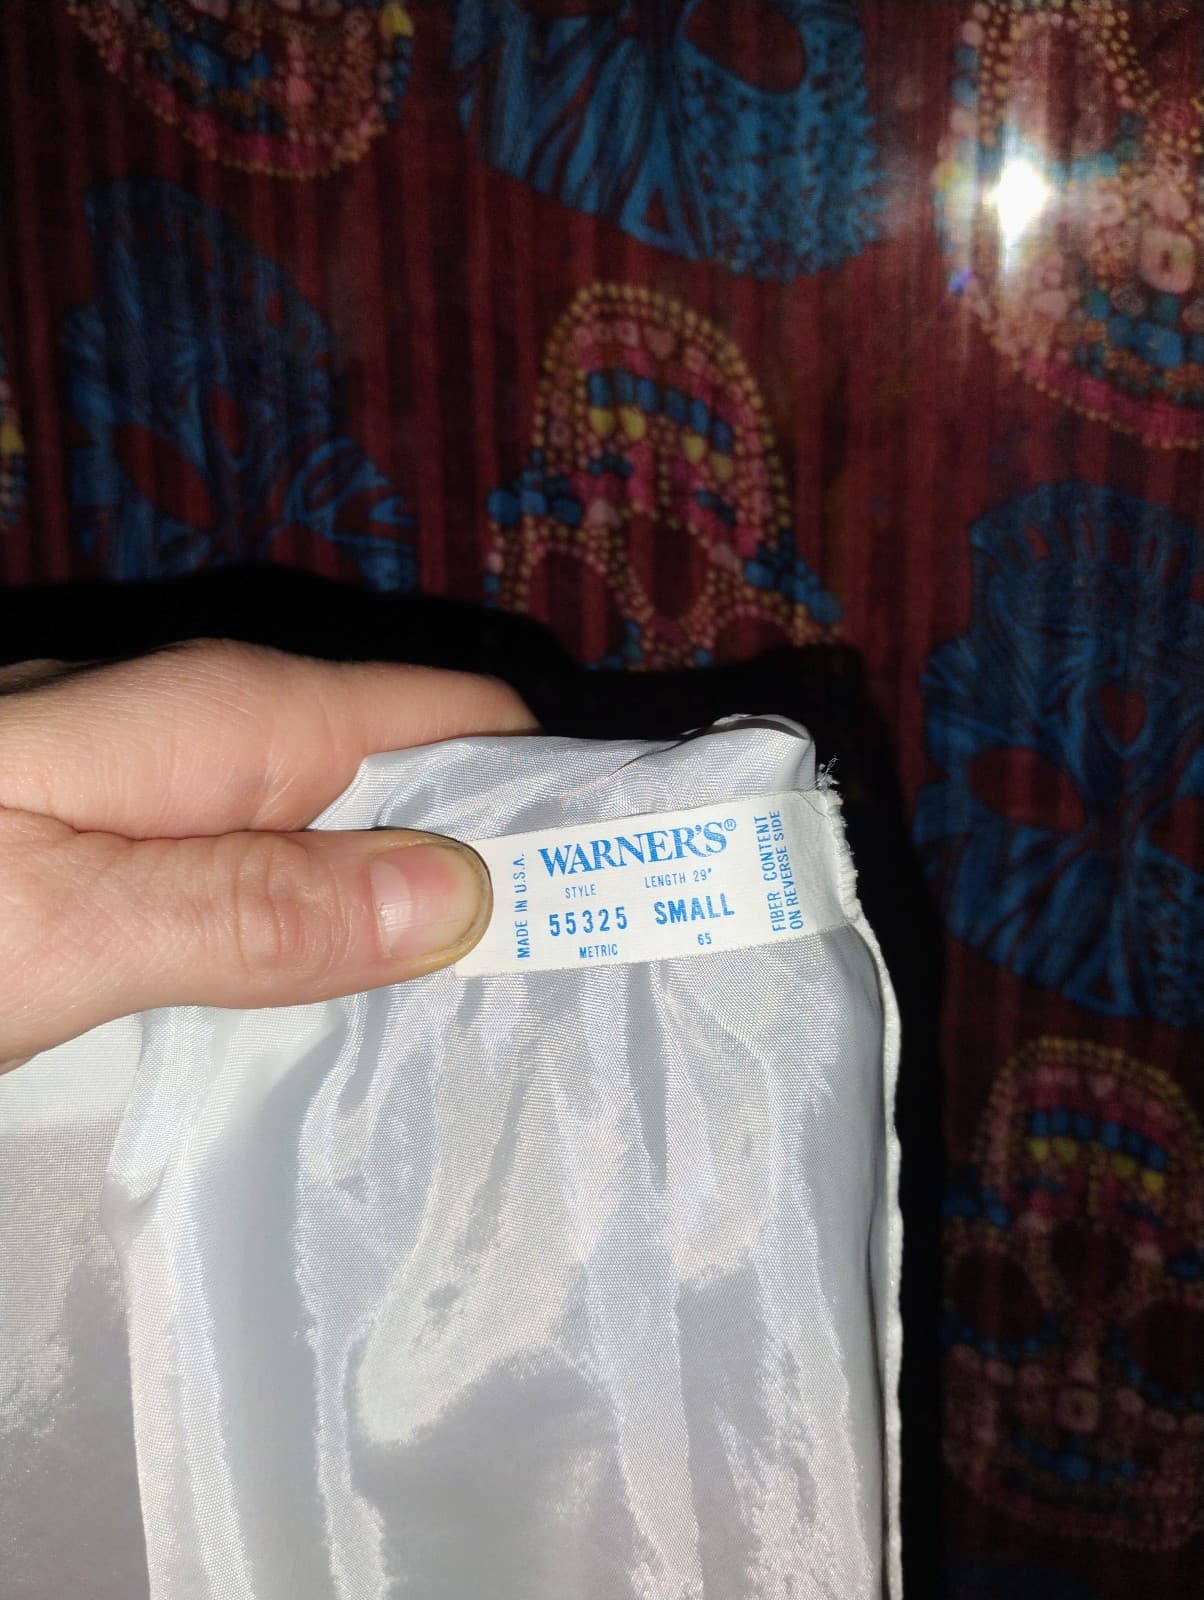 MADE IN U.S.A.
WARNER'S®
STYLE LENGTH 29"
55325 SMALL
METRIC 65
FIBER CONTENT
ON REVERSE SIDE